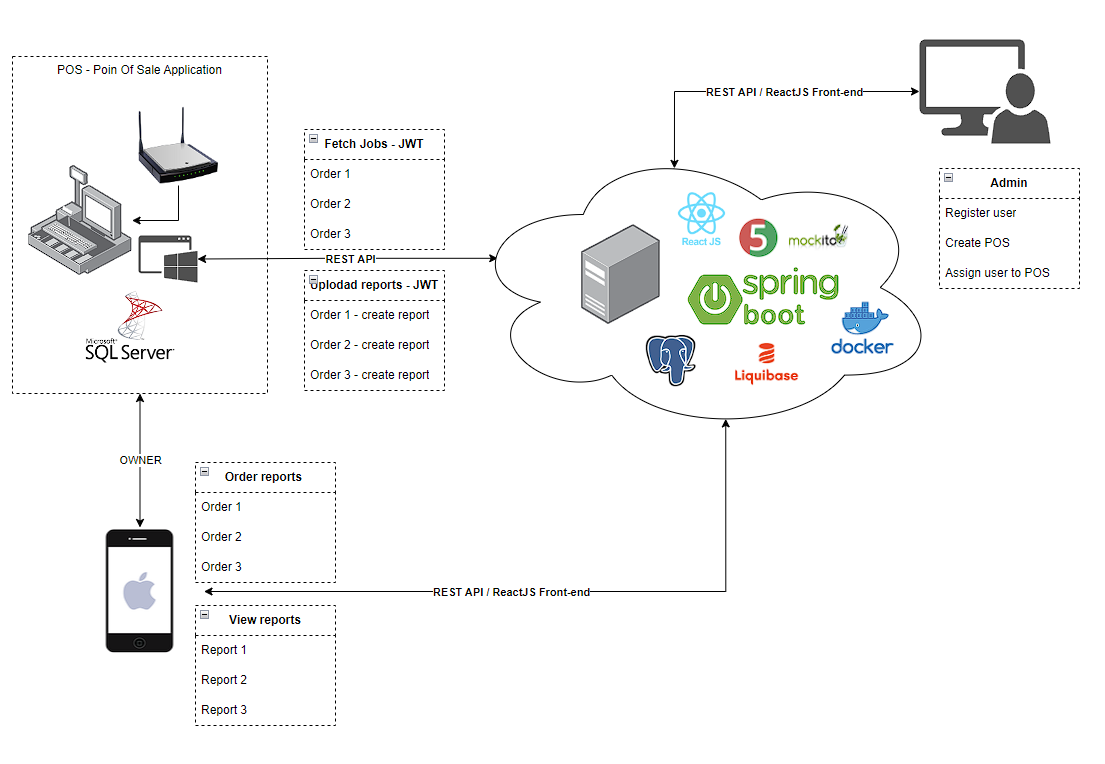 POS - Poin Of Sale Application
Microsoft
SQL Server
Fetch Jobs - JWT
Order 1
Order 2
Order 3
REST API
Uplodad reports - JWT
Order 1 - create report
Order 2 - create report
Order 3 - create report
REST API / ReactJS Front-end
Admin
Register user
Create POS
Assign user to POS
React JS
5
mockito
spring
boot
docker
Liquibase
OWNER
Order reports
Order 1
Order 2
Order 3
REST API / ReactJS Front-end
View reports
Report 1
Report 2
Report 3